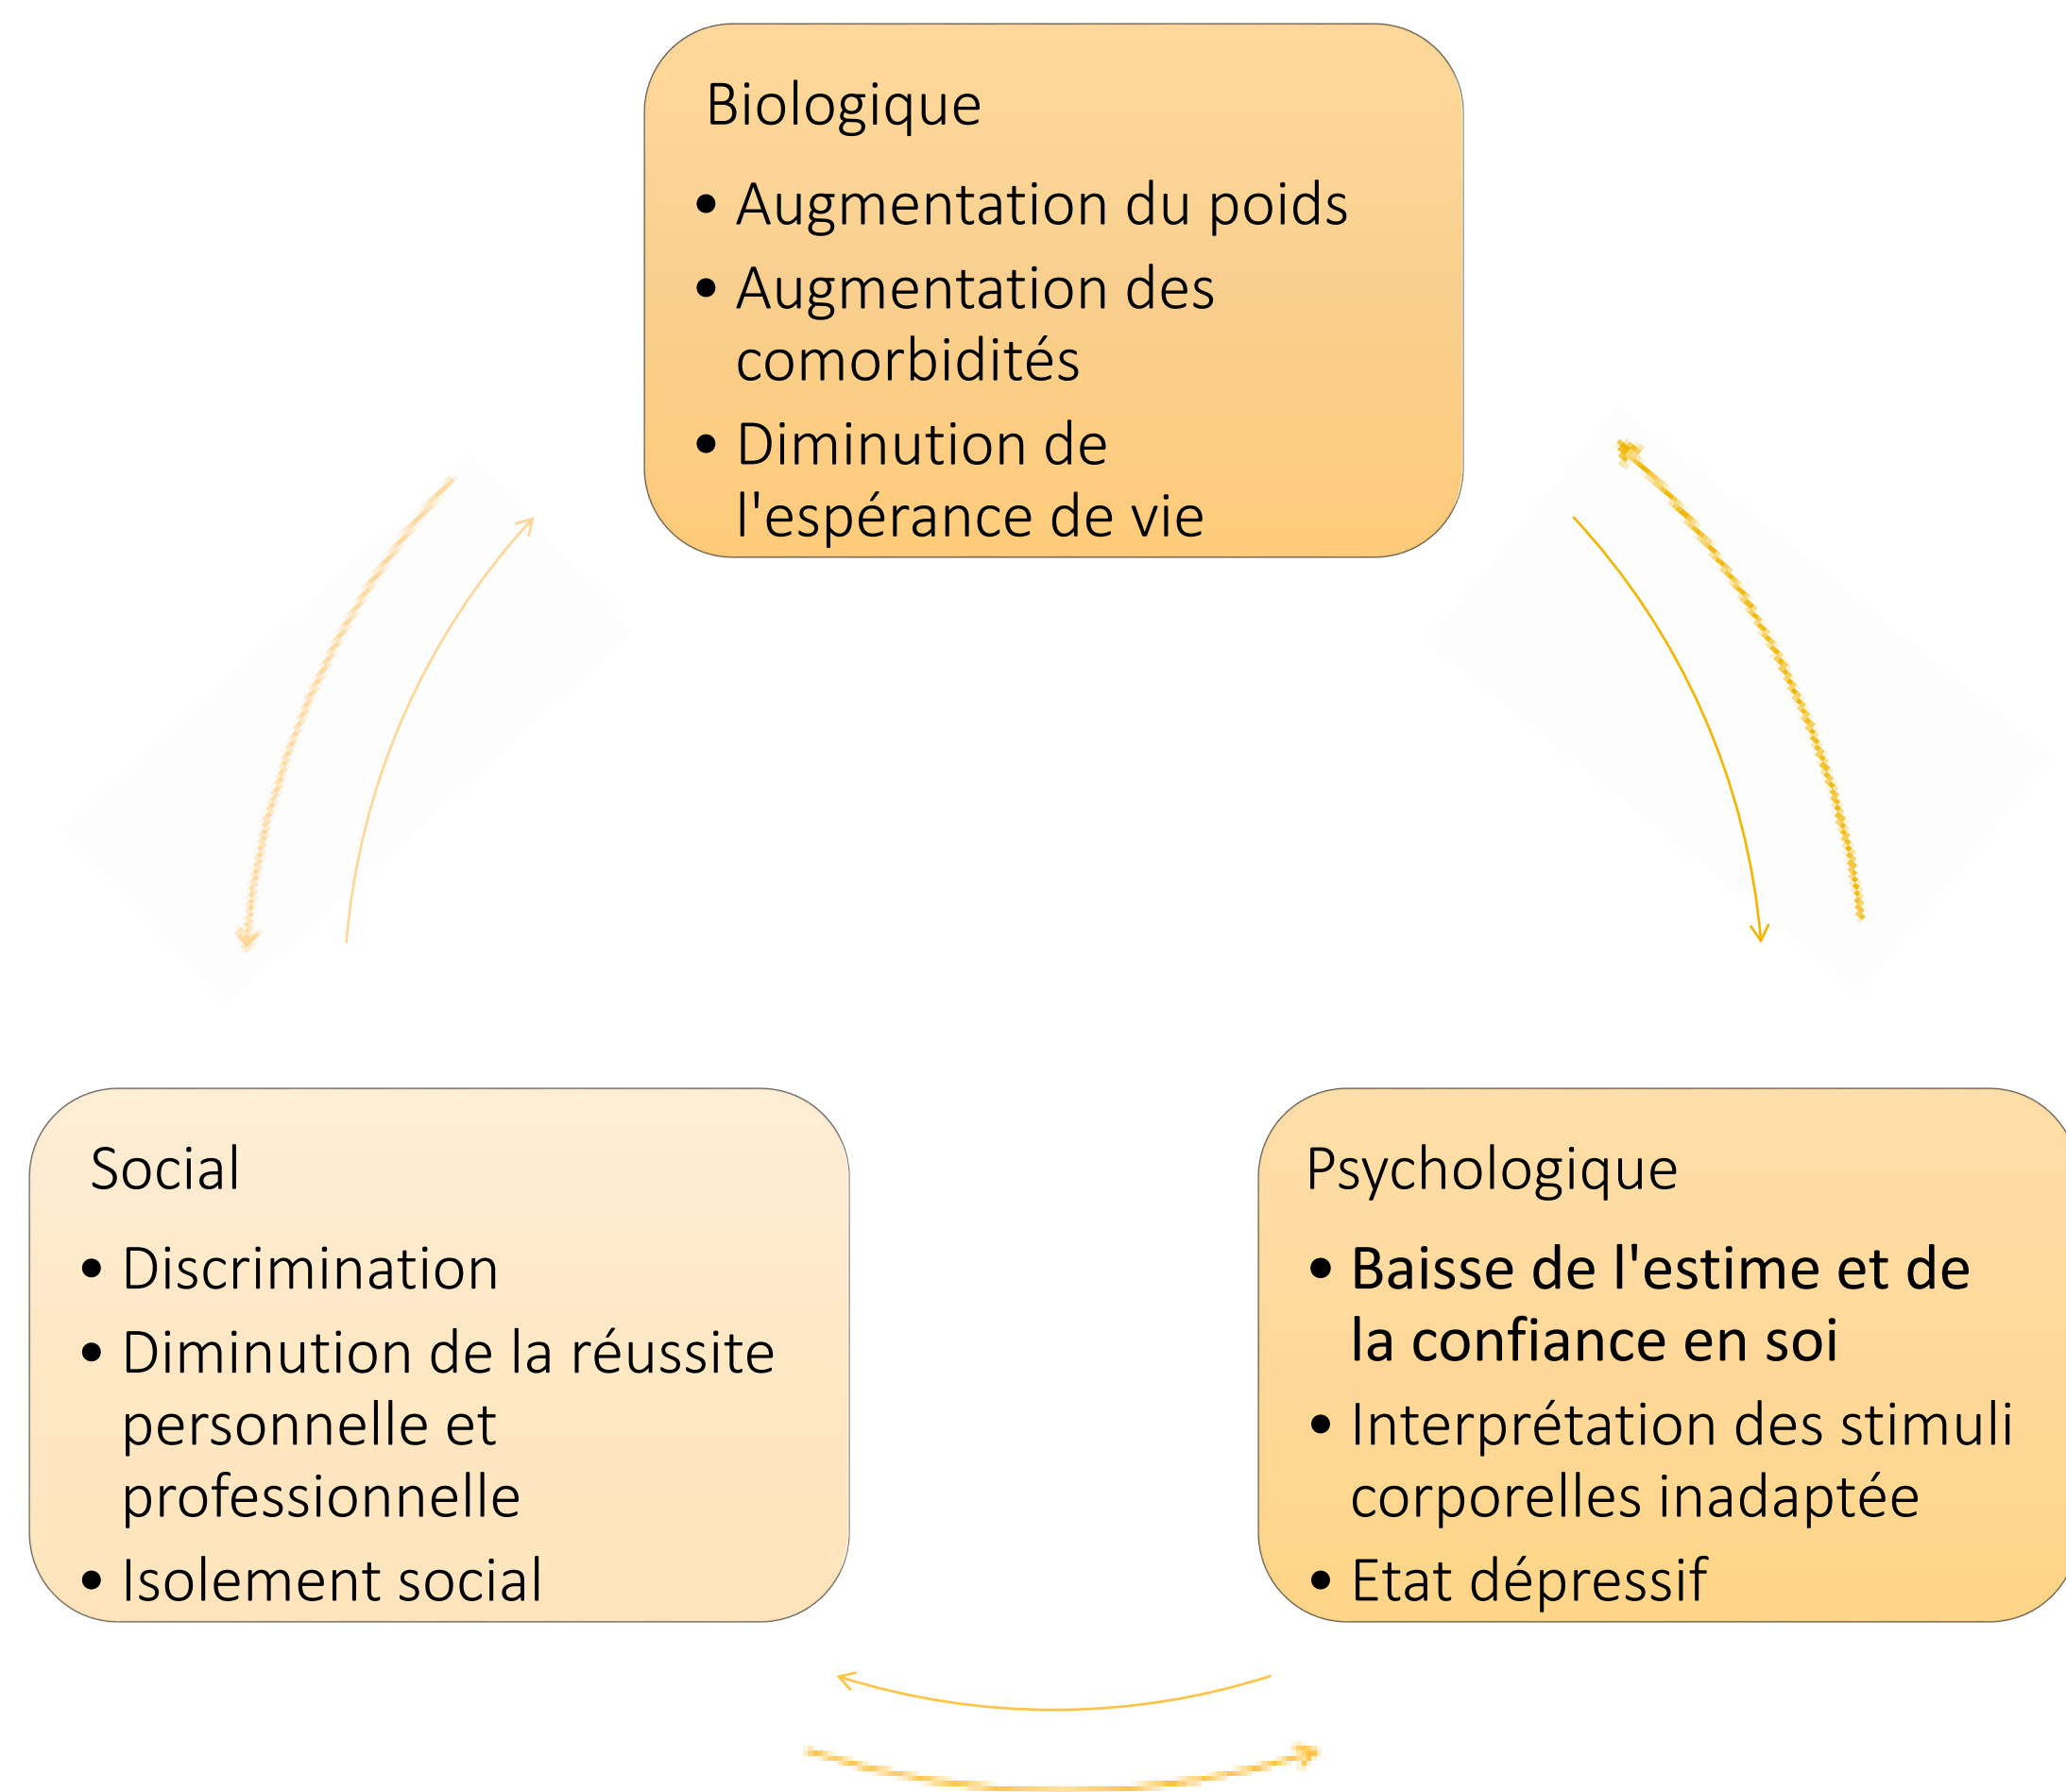 Biologique
• Augmentation du poids
• Augmentation des
comorbidités
• Diminution de
l'espérance de vie
Social
• Discrimination
• Diminution de la réussite
personnelle et
professionnelle
• Isolement social
Psychologique
• Baisse de l'estime et de
la confiance en soi
• Interprétation des stimuli
corporelles inadaptée
• Etat dépressif